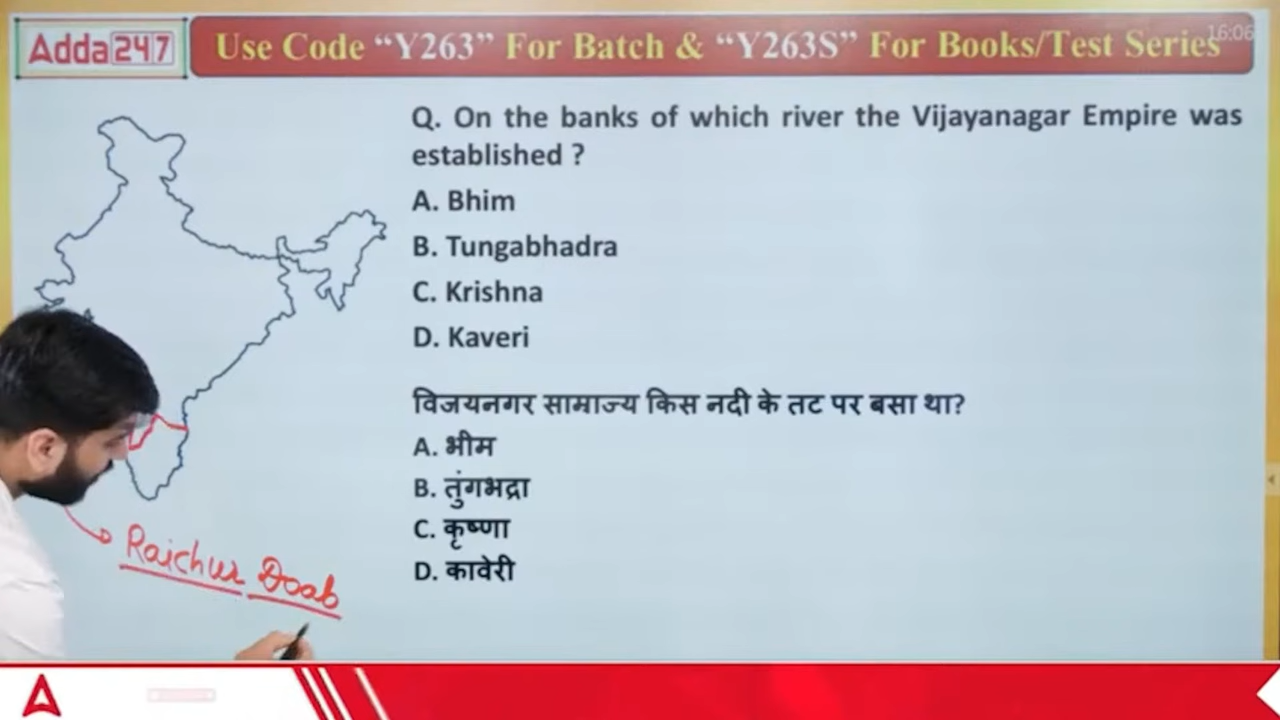 Adda247
Use Code “Y263” For Batch & “Y263S” For Books/Test Series
16:06
Q. On the banks of which river the Vijayanagar Empire was
established ?
A. Bhim
B. Tungabhadra
C. Krishna
D. Kaveri
विजयनगर साम्राज्य किस नदी के तट पर बसा था?
A. भीम
B. तुंगभद्रा
C. कृष्णा
D. कावेरी
Raichur Doab